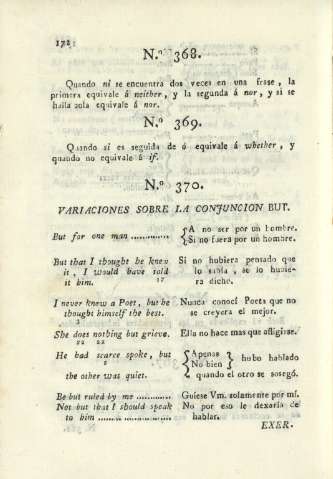 172
N.º 368.
Quando ni se encuentra dos veces en una frase, la
primera equivale á neither, y la segunda á nor, y si se
halla sola equivale á nor.
N.º 369.
Quando si es seguida de ó equivale á whether, y
quando no equivale á if.
N.º 370.
VARIACIONES SOBRE LA CONJUNCION BUT.
But for one man .............. { A no ser por un hombre.
Si no fuera por un hombre.
But that I thought he knew Si no hubiera pensado que
it, I would have told lo sabia, se lo hubie-
it him. 17 ra dicho.
I never knew a Poet, but he Nunca conocí Poeta que no
thought himself the best. se creyera el mejor.
3
She does nothing but grieve. Ella no hace mas que afligirse.
22 22
He had scarce spoke, but { Apenas } hubo hablado
No bien
the other was quiet. quando el otro se sosegó.
Be but ruled by me .......... Guiese Vm. solamente por mí.
Not but that I should speak No por eso le dexaría de
to him ...................... hablar.
EXER.